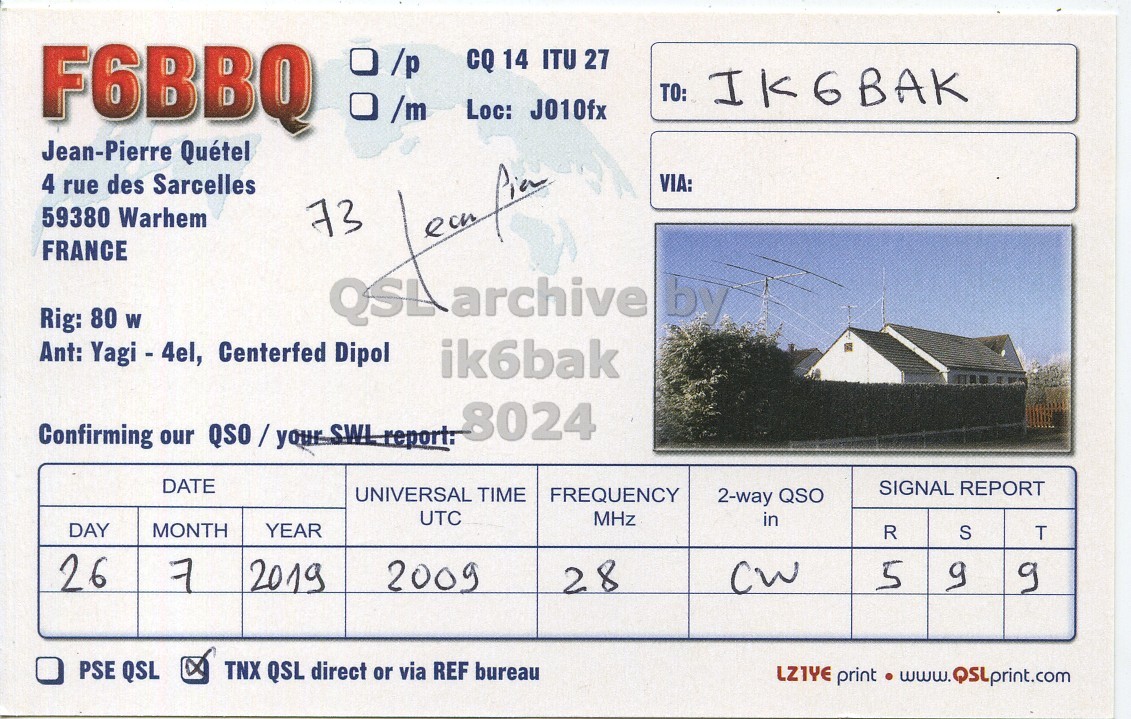 F6BBQ
/p CQ 14 ITU 27
/m Loc: JO10fx
TO: IK6BAK
VIA:
Jean-Pierre Quétel
4 rue des Sarcelles
59380 Warhem
FRANCE
73 Jean Pier
Rig: 80 w
Ant: Yagi - 4el, Centerfed Dipol
QSL archive by
ik6bak
8024
Confirming our QSO / your SWL report:
DATE UNIVERSAL TIME UTC FREQUENCY MHz 2-way QSO in SIGNAL REPORT
DAY MONTH YEAR R S T
26 7 2019 2009 28 CW 5 9 9
PSE QSL TNX QSL direct or via REF bureau
LZ1YE print • www.QSLprint.com